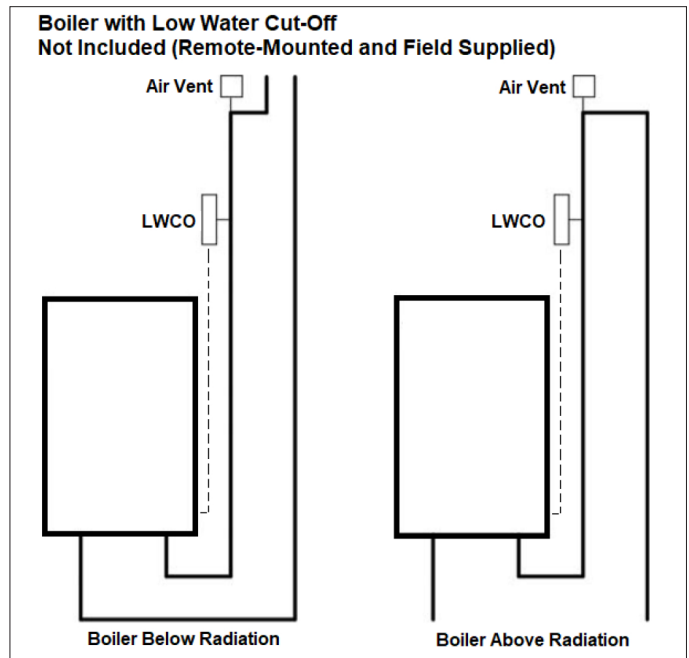 Boiler with Low Water Cut-Off
Not Included (Remote-Mounted and Field Supplied)
Air Vent
Air Vent
LWCO
LWCO
Boiler Below Radiation
Boiler Above Radiation